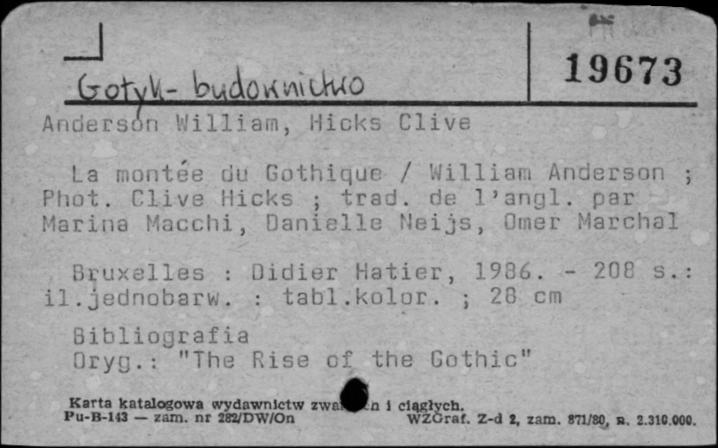 19673
Gotyk- budownictwo
Anderson William, Hicks Clive
La montée du Gothique / William Anderson ;
Phot. Clive Hicks ; trad. de l'angl. par
Marina Macchi, Danielle Neijs, Omer Marchal
Bruxelles : Didier Hatier, 1986. - 208 s.:
il.jednobarw. : tabl.kolor. ; 28 cm
Bibliografia
Oryg.: "The Rise of the Gothic"
Karta katalogowa wydawnictw i ciągłych.
Pu-B-143 — zam. nr 282/DW/On WZGraf. Z-d 2, zam. 871/80, n. 2.310.000.